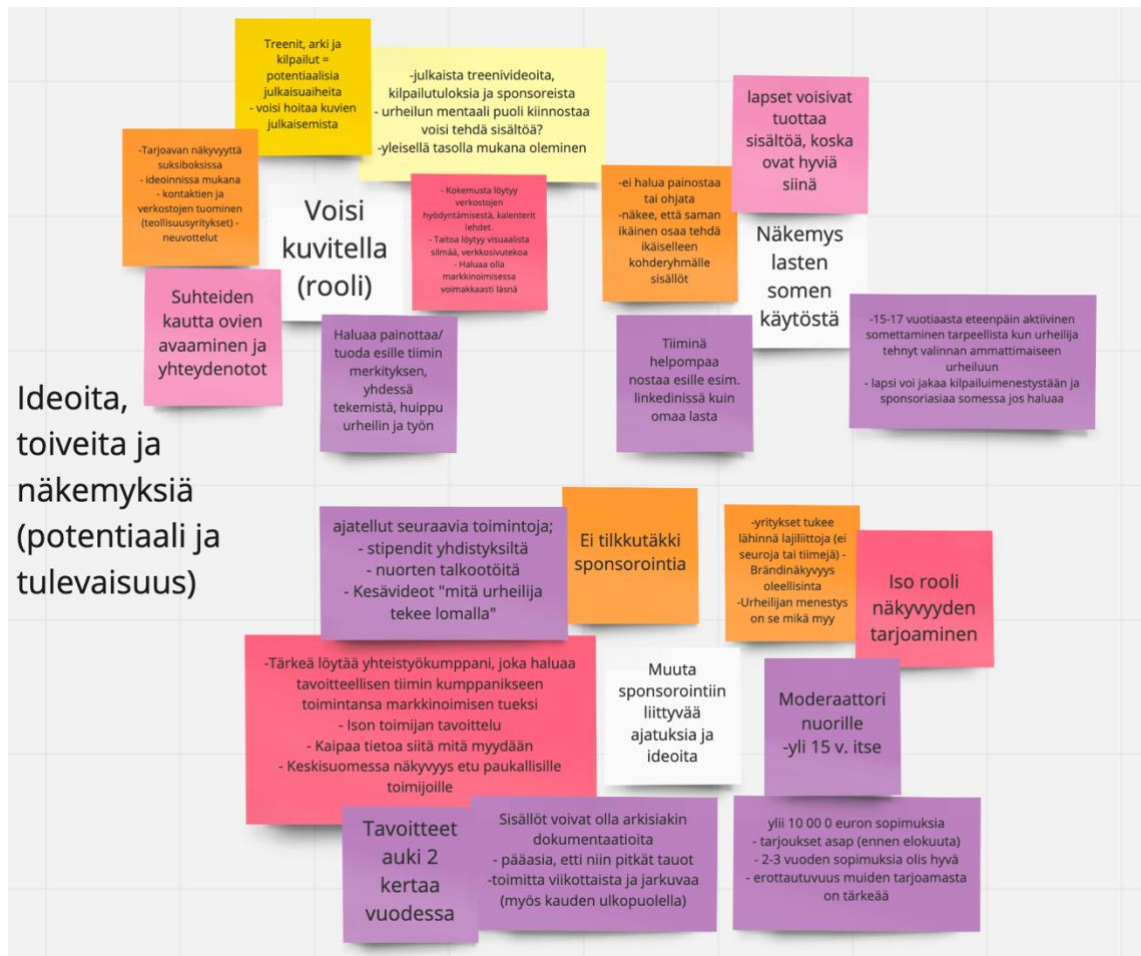 Treenit, arki ja
kilpailut =
potentiaalisia
julkaisuaiheita
- voisi hoitaa kuvien
julkaisemista
-julkaista treenivideoita,
kilpailutuloksia ja sponsoreista
- urheilun mentaali puoli kiinnostaa
voisi tehdä sisältöä?
-yleisellä tasolla mukana oleminen
-Tarjoavan näkyvyyttä
suksiboksissa
- ideoinnissa mukana
- kontaktien ja
verkostojen tuominen
(teollisuusyritykset) -
neuvottelut
Voisi
kuvitella
(rooli)
- Kokemusta löytyy
verkostojen
hyödyntämisestä, kalenterit
lehdet.
- Taitoa löytyy visuaalista
silmää, verkkosivutekoa
- Haluaa olla
markkinoimisessa
voimakkaasti läsnä
Suhteiden
kautta ovien
avaaminen ja
yhteydenotot
Haluaa painottaa/
tuoda esille tiimin
merkityksen,
yhdessä
tekemistä, huippu
urheilin ja työn
lapset voisivat
tuottaa
sisältöä, koska
ovat hyviä
siinä
-ei halua painostaa
tai ohjata
-näkee, että saman
ikäinen osaa tehdä
ikäiselleen
kohderyhmälle
sisällöt
Näkemys
lasten
somen
käytöstä
Tiiminä
helpompaa
nostaa esille esim.
linkedinissä kuin
omaa lasta
-15-17 vuotiaasta eteenpäin aktiivinen
somettaminen tarpeellista kun urheilija
tehnyt valinnan ammattimaiseen
urheiluun
- lapsi voi jakaa kilpailuimenestystään ja
sponsoriasiaa somessa jos haluaa
Ideoita,
toiveita ja
näkemyksiä
(potentiaali ja
tulevaisuus)
ajatellut seuraavia toimintoja;
- stipendit yhdistyksiltä
- nuorten talkootöitä
- Kesävideot "mitä urheilija
tekee lomalla"
Ei tilkkutäkki
sponsorointia
-yritykset tukee
lähinnä lajiliittoja (ei
seuroja tai tiimejä) -
Brändinäkyvyys
oleellisinta
-Urheilijan menestys
on se mikä myy
Iso rooli
näkyvyyden
tarjoaminen
-Tärkeä löytää yhteistyökumppani, joka haluaa
tavoitteellisen tiimin kumppanikseen
toimintansa markkinoimisen tueksi
- Ison toimijan tavoittelu
- Kaipaa tietoa siitä mitä myydään
- Keskisuomessa näkyvyys etu paukallisille
toimijoille
Muuta
sponsorointiin
liittyvää
ajatuksia ja
ideoita
Moderaattori
nuorille
-yli 15 v. itse
Tavoitteet
auki 2
kertaa
vuodessa
Sisällöt voivat olla arkisiakin
dokumentaatioita
- pääasia, etti niin pitkät tauot
-toimitta viikottaista ja jarkuvaa
(myös kauden ulkopuolella)
ylii 10 00 0 euron sopimuksia
- tarjoukset asap (ennen elokuuta)
- 2-3 vuoden sopimuksia olis hyvä
- erottautuvuus muiden tarjoamasta
on tärkeää